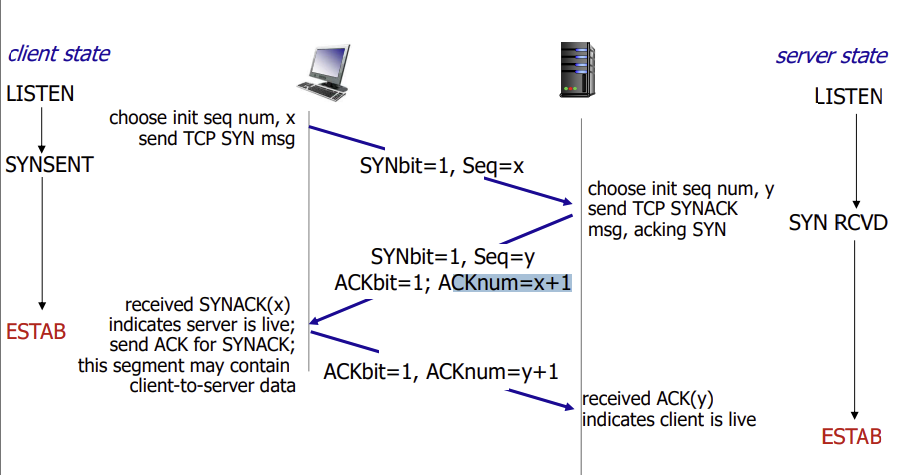 client state
server state
LISTEN
LISTEN
choose init seq num, x
send TCP SYN msg
SYNSENT
SYNbit=1, Seq=x
choose init seq num, y
send TCP SYNACK
msg, acking SYN
SYN RCVD
SYNbit=1, Seq=y
ACKbit=1; ACKnum=x+1
received SYNACK(x)
indicates server is live;
send ACK for SYNACK;
this segment may contain
client-to-server data
ESTAB
ACKbit=1, ACKnum=y+1
received ACK(y)
indicates client is live
ESTAB